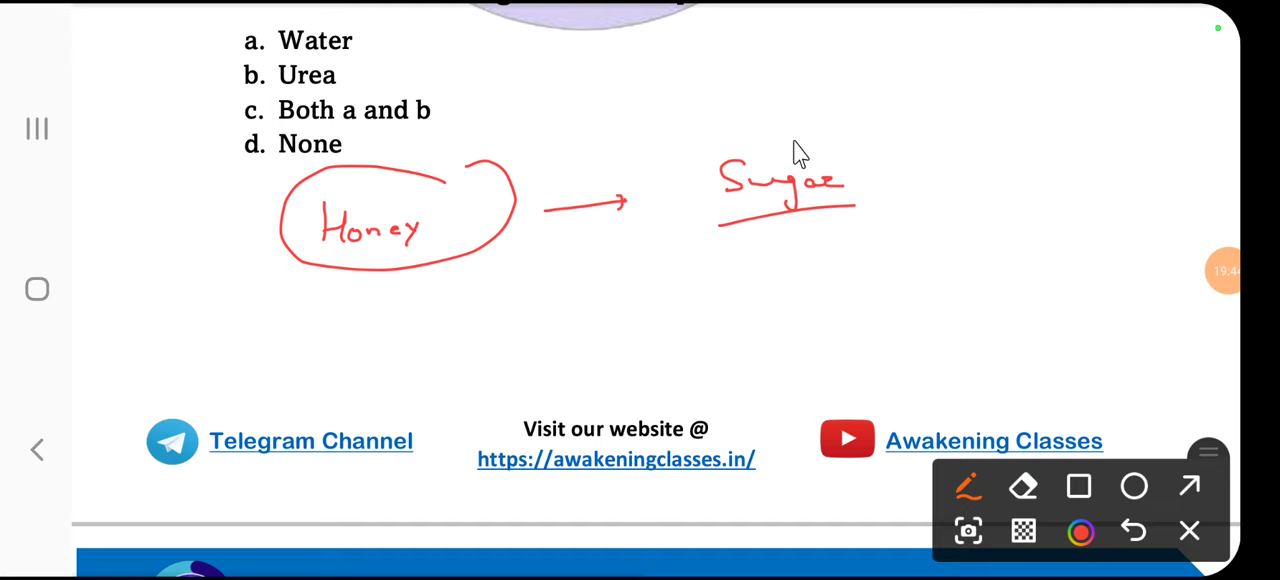 a. Water
b. Urea
c. Both a and b
d. None
Honey → Sugar
Telegram Channel
Visit our website @
https://awakeningclasses.in/
Awakening Classes